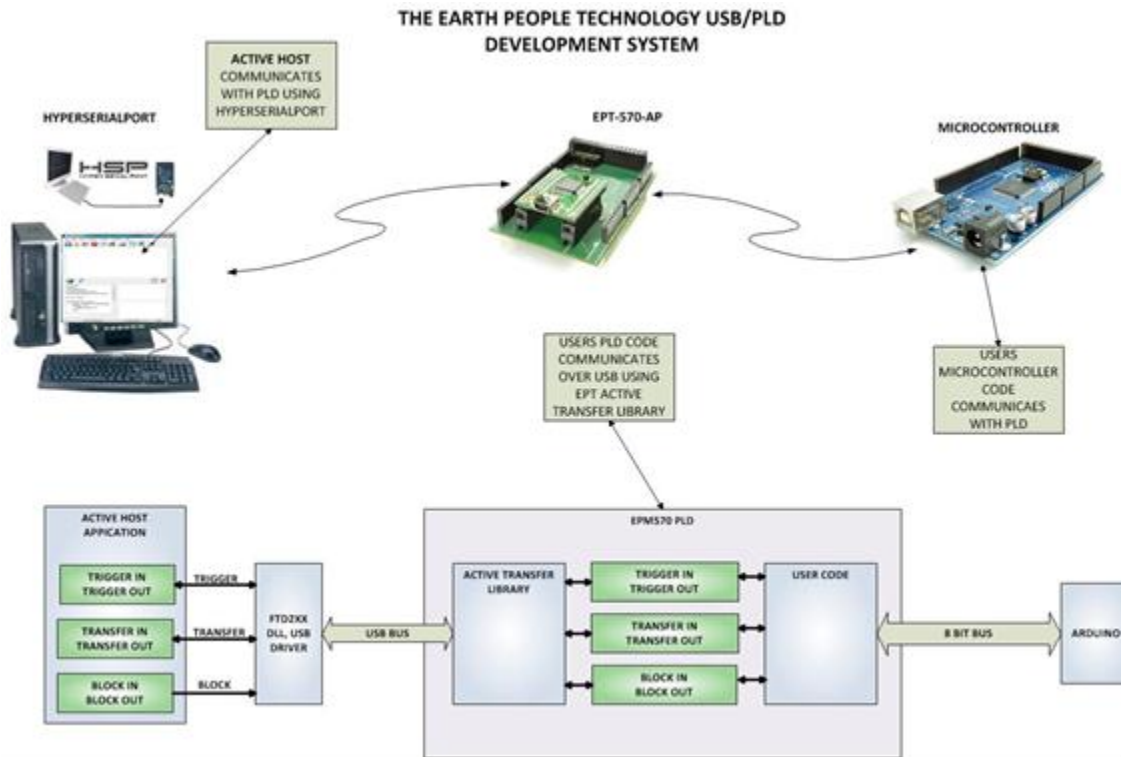 THE EARTH PEOPLE TECHNOLOGY USB/PLD
DEVELOPMENT SYSTEM
ACTIVE HOST
COMMUNICATES
WITH PLD USING
HYPERSERIALPORT
HYPERSERIALPORT
HSP
HYPER SERIAL PORT
EPT-570-AP
MICROCONTROLLER
USERS PLD CODE
COMMUNICATES
OVER USB USING
EPT ACTIVE
TRANSFER LIBRARY
USERS
MICROCONTROLLER
CODE
COMMUNICAES
WITH PLD
ACTIVE HOST
APPICATION
TRIGGER IN
TRIGGER OUT
TRANSFER IN
TRANSFER OUT
BLOCK IN
BLOCK OUT
TRIGGER
TRANSFER
BLOCK
FTD2XX
DLL, USB
DRIVER
USB BUS
EPM570 PLD
ACTIVE TRANSFER
LIBRARY
TRIGGER IN
TRIGGER OUT
TRANSFER IN
TRANSFER OUT
BLOCK IN
BLOCK OUT
USER CODE
8 BIT BUS
ARDUINO